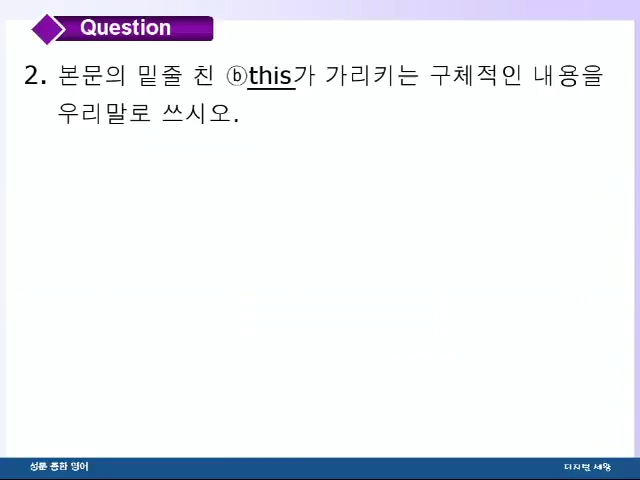 Question
2. 본문의 밑줄 친 ⓑthis가 가리키는 구체적인 내용을
우리말로 쓰시오.
성문 종합 영어
디지털 세상